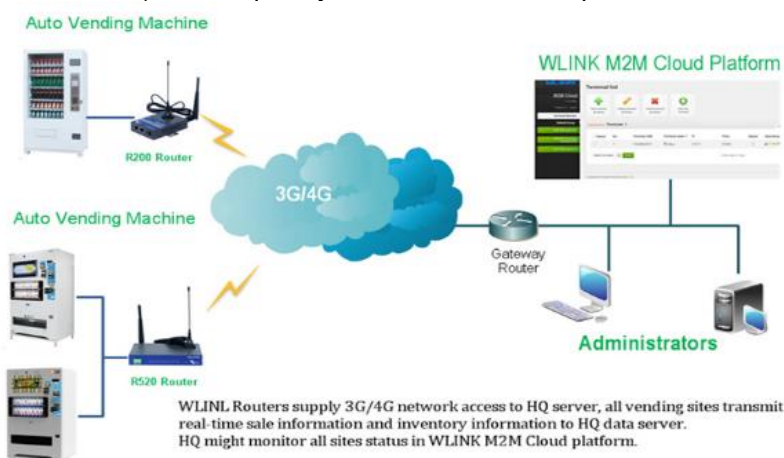 Auto Vending Machine
WLINK M2M Cloud Platform
R200 Router
3G/4G
Auto Vending Machine
Gateway
Router
Administrators
R520 Router
WLINL Routers supply 3G/4G network access to HQ server, all vending sites transmit
real-time sale information and inventory information to HQ data server.
HQ might monitor all sites status in WLINK M2M Cloud platform.